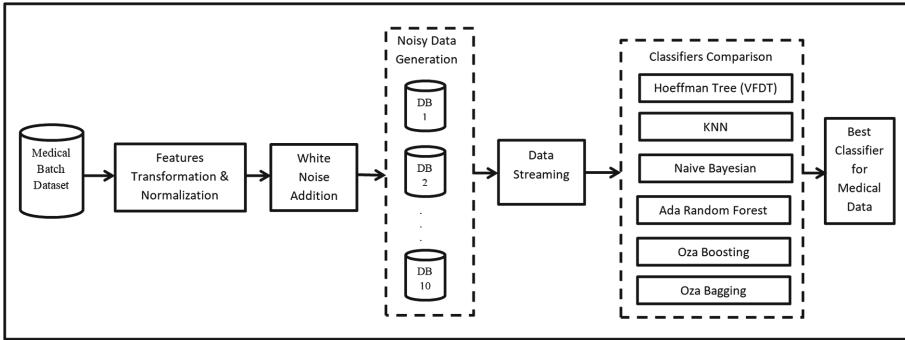 Medical
Batch
Dataset
Features
Transformation &
Normalization
White
Noise
Addition
Noisy Data
Generation
DB
1
DB
2
.
.
.
DB
10
Data
Streaming
Classifiers Comparison
Hoeffman Tree (VFDT)
KNN
Naive Bayesian
Ada Random Forest
Oza Boosting
Oza Bagging
Best
Classifier
for
Medical
Data